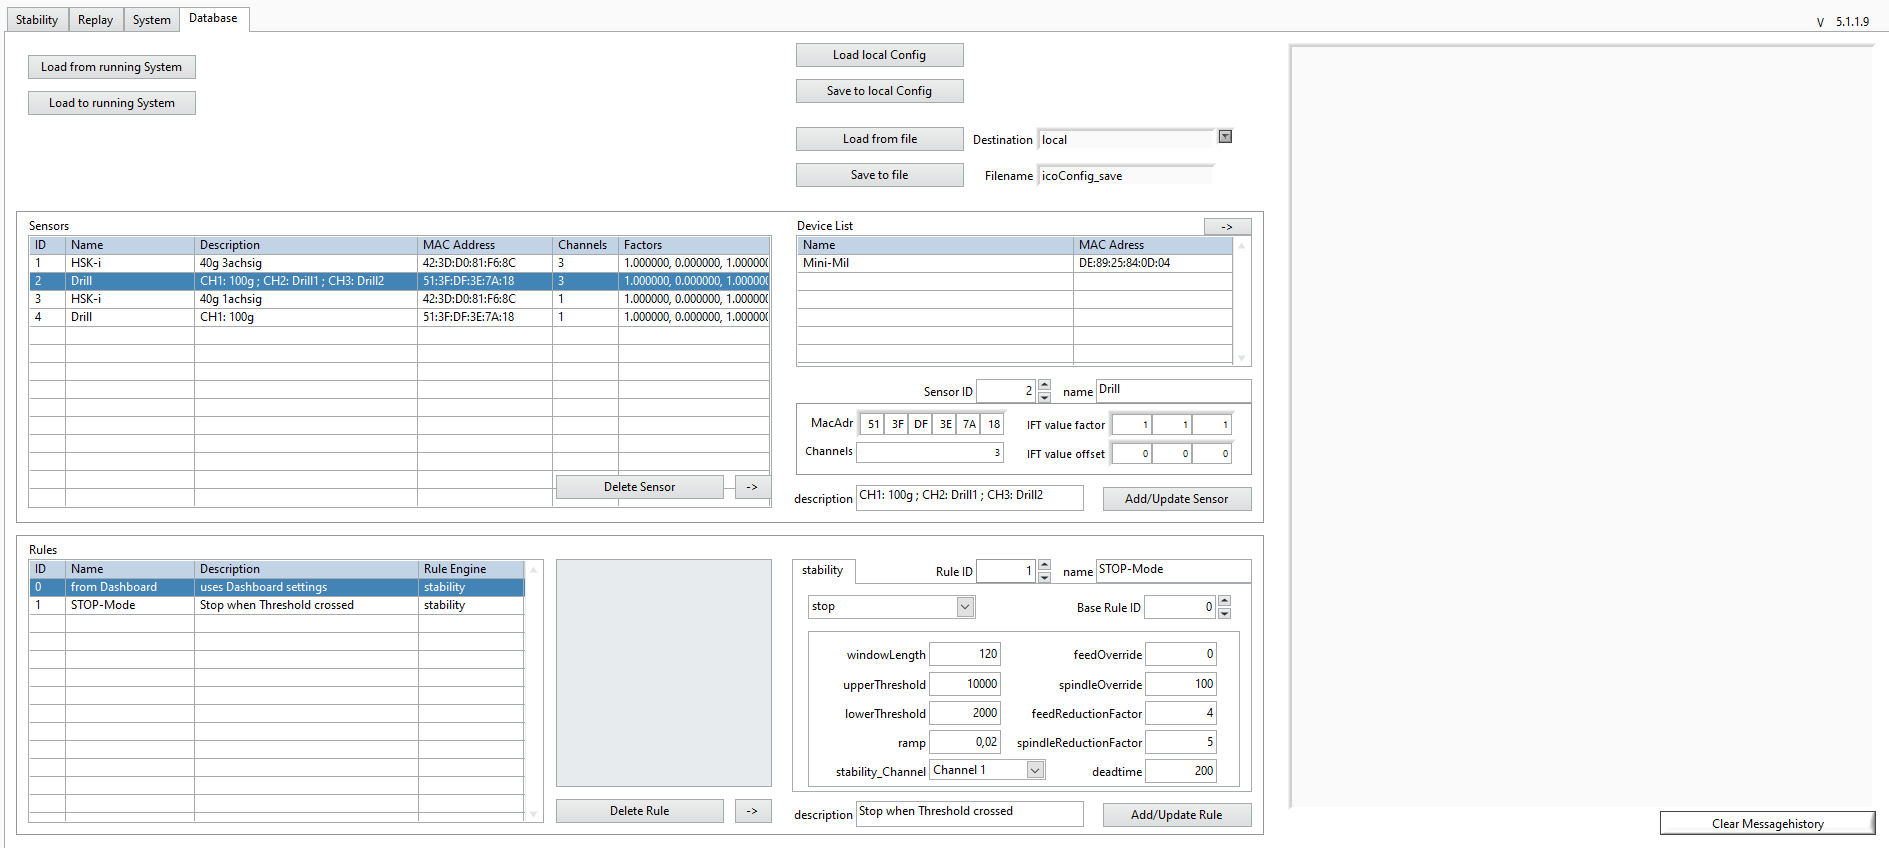 Stability Replay System Database
V 5.1.1.9
Load from running System
Load to running System
Load local Config
Save to local Config
Load from file Destination local
Save to file Filename icoConfig_save
Sensors
ID Name Description MAC Address Channels Factors
1 HSK-i 40g 3achsig 42:3D:D0:81:F6:8C 3 1.000000, 0.000000, 1.000000
2 Drill CH1: 100g ; CH2: Drill1 ; CH3: Drill2 51:3F:DF:3E:7A:18 3 1.000000, 0.000000, 1.000000
3 HSK-i 40g 1achsig 42:3D:D0:81:F6:8C 1 1.000000, 0.000000, 1.000000
4 Drill CH1: 100g 51:3F:DF:3E:7A:18 1 1.000000, 0.000000, 1.000000
Delete Sensor ->
Device List ->
Name MAC Adress
Mini-Mil DE:89:25:84:0D:04
Sensor ID 2 name Drill
MacAdr 51 3F DF 3E 7A 18 IFT value factor 1 1 1
Channels 3 IFT value offset 0 0 0
description CH1: 100g ; CH2: Drill1 ; CH3: Drill2 Add/Update Sensor
Rules
ID Name Description Rule Engine
0 from Dashboard uses Dashboard settings stability
1 STOP-Mode Stop when Threshold crossed stability
Delete Rule ->
stability Rule ID 1 name STOP-Mode
stop Base Rule ID 0
windowLength 120 feedOverride 0
upperThreshold 10000 spindleOverride 100
lowerThreshold 2000 feedReductionFactor 4
ramp 0,02 spindleReductionFactor 5
stability_Channel Channel 1 deadtime 200
description Stop when Threshold crossed Add/Update Rule
Clear Messagehistory